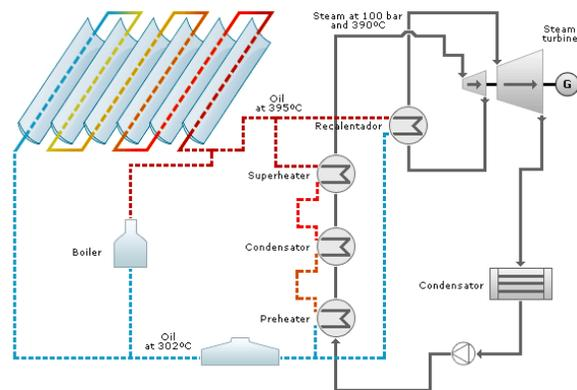 Steam at 100 bar
and 390ºC
Steam
turbine
G
Oil
at 395ºC
Recalentador
Superheater
Boiler
Condensator
Condensator
Preheater
Oil
at 302ºC